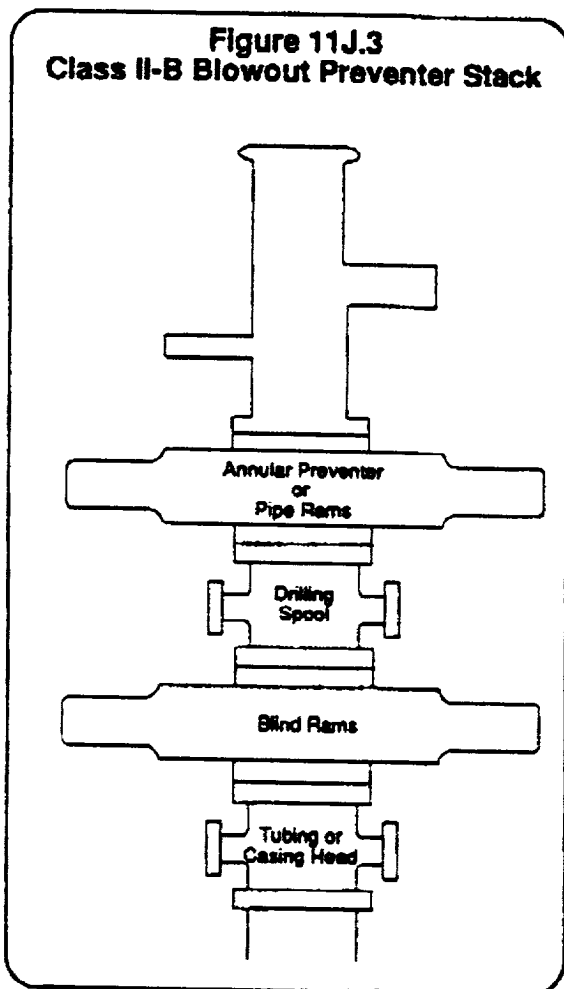 Figure 11J.3
Class II-B Blowout Preventer Stack
Annular Preventer
or
Pipe Rams
Drilling
Spool
Blind Rams
Tubing or
Casing Head